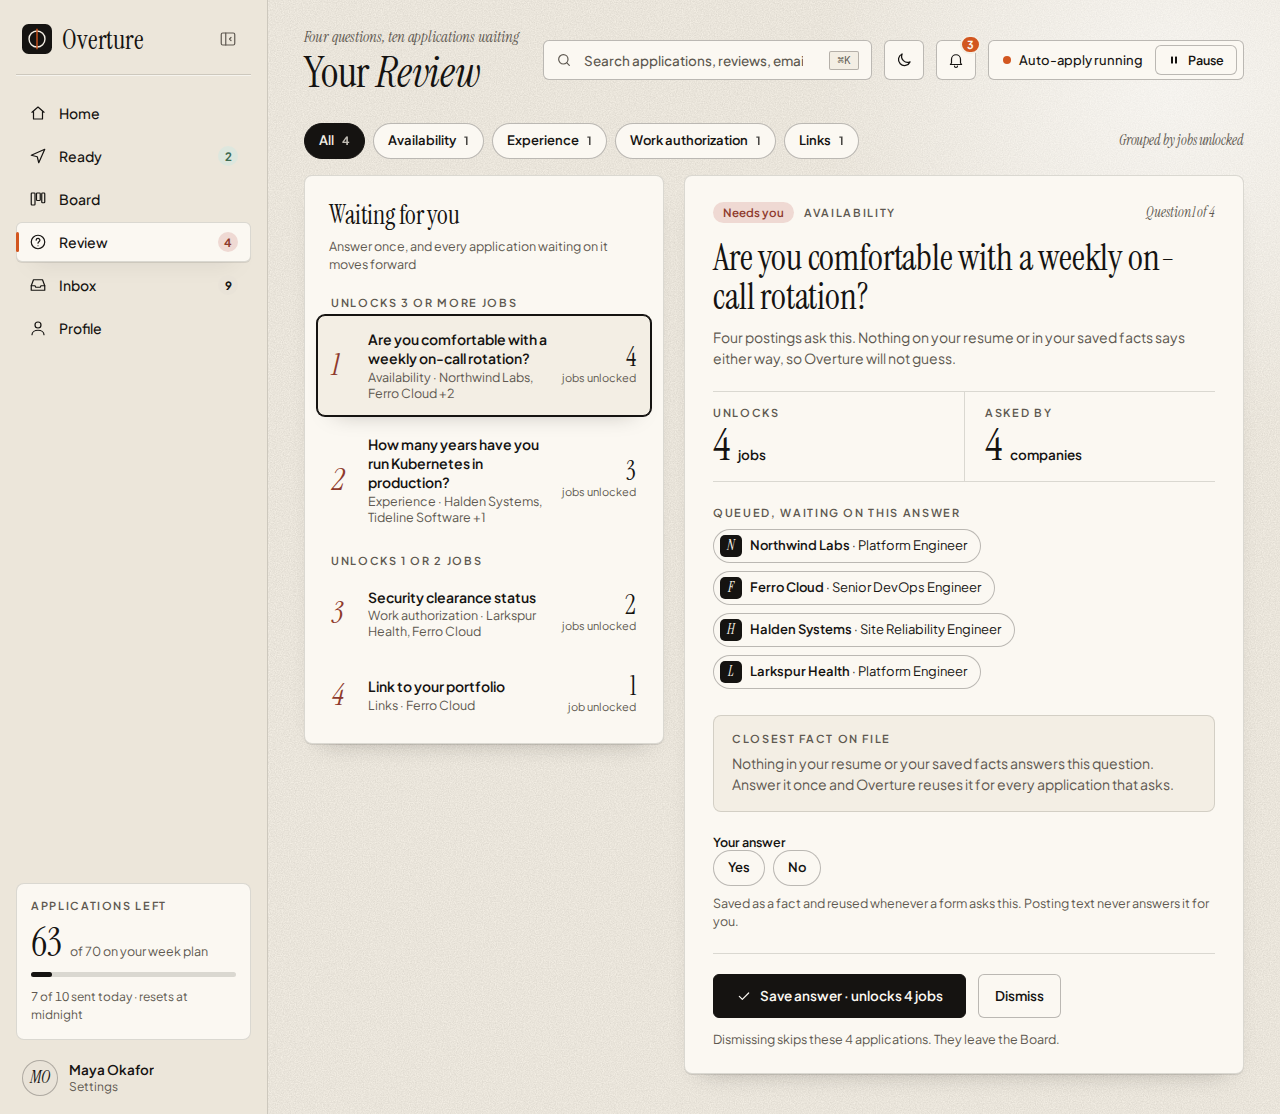 Overture
Home
Ready 2
Board
Review 4
Inbox 9
Profile
APPLICATIONS LEFT
63 of 70 on your week plan
7 of 10 sent today · resets at
midnight
MO
Maya Okafor
Settings
Four questions, ten applications waiting
Your Review
Search applications, reviews, emai
⌘K
3
Auto-apply running
Pause
All 4
Availability 1
Experience 1
Work authorization 1
Links 1
Grouped by jobs unlocked
Waiting for you
Answer once, and every application waiting on it
moves forward
UNLOCKS 3 OR MORE JOBS
1
Are you comfortable with a
weekly on-call rotation?
Availability · Northwind Labs,
Ferro Cloud +2
4
jobs unlocked
2
How many years have you
run Kubernetes in
production?
Experience · Halden Systems,
Tideline Software +1
3
jobs unlocked
UNLOCKS 1 OR 2 JOBS
3
Security clearance status
Work authorization · Larkspur
Health, Ferro Cloud
2
jobs unlocked
4
Link to your portfolio
Links · Ferro Cloud
1
job unlocked
Needs you
AVAILABILITY
Question 1 of 4
Are you comfortable with a weekly on-
call rotation?
Four postings ask this. Nothing on your resume or in your saved facts says
either way, so Overture will not guess.
UNLOCKS
4 jobs
ASKED BY
4 companies
QUEUED, WAITING ON THIS ANSWER
N Northwind Labs · Platform Engineer
F Ferro Cloud · Senior DevOps Engineer
H Halden Systems · Site Reliability Engineer
L Larkspur Health · Platform Engineer
CLOSEST FACT ON FILE
Nothing in your resume or your saved facts answers this question.
Answer it once and Overture reuses it for every application that asks.
Your answer
Yes
No
Saved as a fact and reused whenever a form asks this. Posting text never answers it for
you.
Save answer · unlocks 4 jobs
Dismiss
Dismissing skips these 4 applications. They leave the Board.